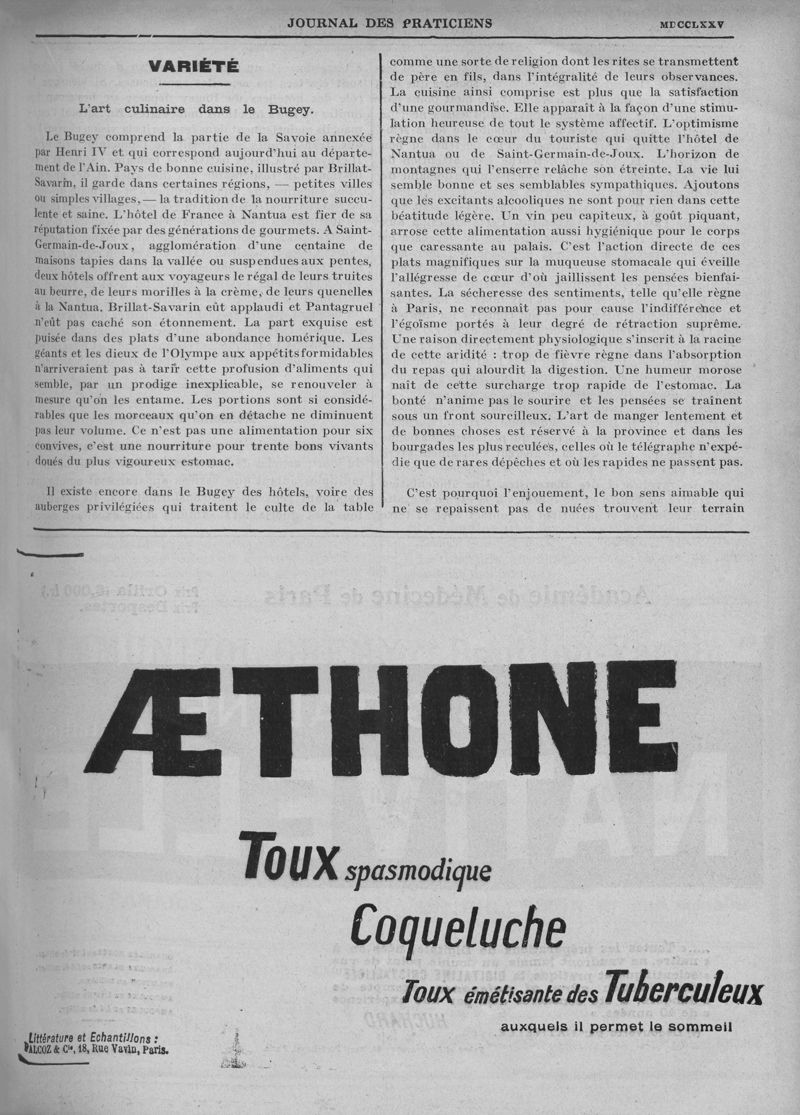 JOURNAL DES PRATICIENS
MDCCLXXV
VARIÉTÉ
L'art culinaire dans le Bugey.
Le Bugey comprend la partie de la Savoie annexée
par Henri IV et qui correspond aujourd'hui au départe-
ment de l'Ain. Pays de bonne cuisine, illustré par Brillat-
Savarin, il garde dans certaines régions, — petites villes
ou simples villages, — la tradition de la nourriture succu-
lente et saine. L'hôtel de France à Nantua est fier de sa
réputation fixée par des générations de gourmets. A Saint-
Germain-de-Joux, agglomération d'une centaine de
maisons tapies dans la vallée ou suspendues aux pentes,
deux hôtels offrent aux voyageurs le régal de leurs truites
au beurre, de leurs morilles à la crème, de leurs quenelles
à la Nantua. Brillat-Savarin eût applaudi et Pantagruel
n'eût pas caché son étonnement. La part exquise est
puisée dans des plats d'une abondance homérique. Les
géants et les dieux de l'Olympe aux appétits formidables
n'arriveraient pas à tarir cette profusion d'aliments qui
semble, par un prodige inexplicable, se renouveler à
mesure qu'on les entame. Les portions sont si considé-
rables que les morceaux qu'on en détache ne diminuent
pas leur volume. Ce n'est pas une alimentation pour six
convives, c'est une nourriture pour trente bons vivants
doués du plus vigoureux estomac.
Il existe encore dans le Bugey des hôtels, voire des
auberges privilégiées qui traitent le culte de la table
comme une sorte de religion dont les rites se transmettent
de père en fils, dans l'intégralité de leurs observances.
La cuisine ainsi comprise est plus que la satisfaction
d'une gourmandise. Elle apparaît à la façon d'une stimu-
lation heureuse de tout le système affectif. L'optimisme
règne dans le cœur du touriste qui quitte l'hôtel de
Nantua ou de Saint-Germain-de-Joux. L'horizon de
montagnes qui l'enserre relâche son étreinte. La vie lui
semble bonne et ses semblables sympathiques. Ajoutons
que les excitants alcooliques ne sont pour rien dans cette
béatitude légère. Un vin peu capiteux, à goût piquant,
arrose cette alimentation aussi hygiénique pour le corps
que caressante au palais. C'est l'action directe de ces
plats magnifiques sur la muqueuse stomacale qui éveille
l'allégresse de cœur d'où jaillissent les pensées bienfai-
santes. La sécheresse des sentiments, telle qu'elle règne
à Paris, ne reconnaît pas pour cause l'indifférence et
l'égoïsme portés à leur degré de rétraction suprême.
Une raison directement physiologique s'inscrit à la racine
de cette aridité : trop de fièvre règne dans l'absorption
du repas qui alourdit la digestion. Une humeur morose
naît de cette surcharge trop rapide de l'estomac. La
bonté n'anime pas le sourire et les pensées se traînent
sous un front sourcilleux. L'art de manger lentement et
de bonnes choses est réservé à la province et dans les
bourgades les plus reculées, celles où le télégraphe n'expé-
die que de rares dépêches et où les rapides ne passent pas.
C'est pourquoi l'enjouement, le bon sens aimable qui
ne se repaissent pas de nuées trouvent leur terrain
ÆTHONE
Toux spasmodique
Coqueluche
Toux émétisante des Tuberculeux
auxquels il permet le sommeil
Littérature et Echantillons :
FALCOZ & Cie, 18, Rue Vavin, Paris.